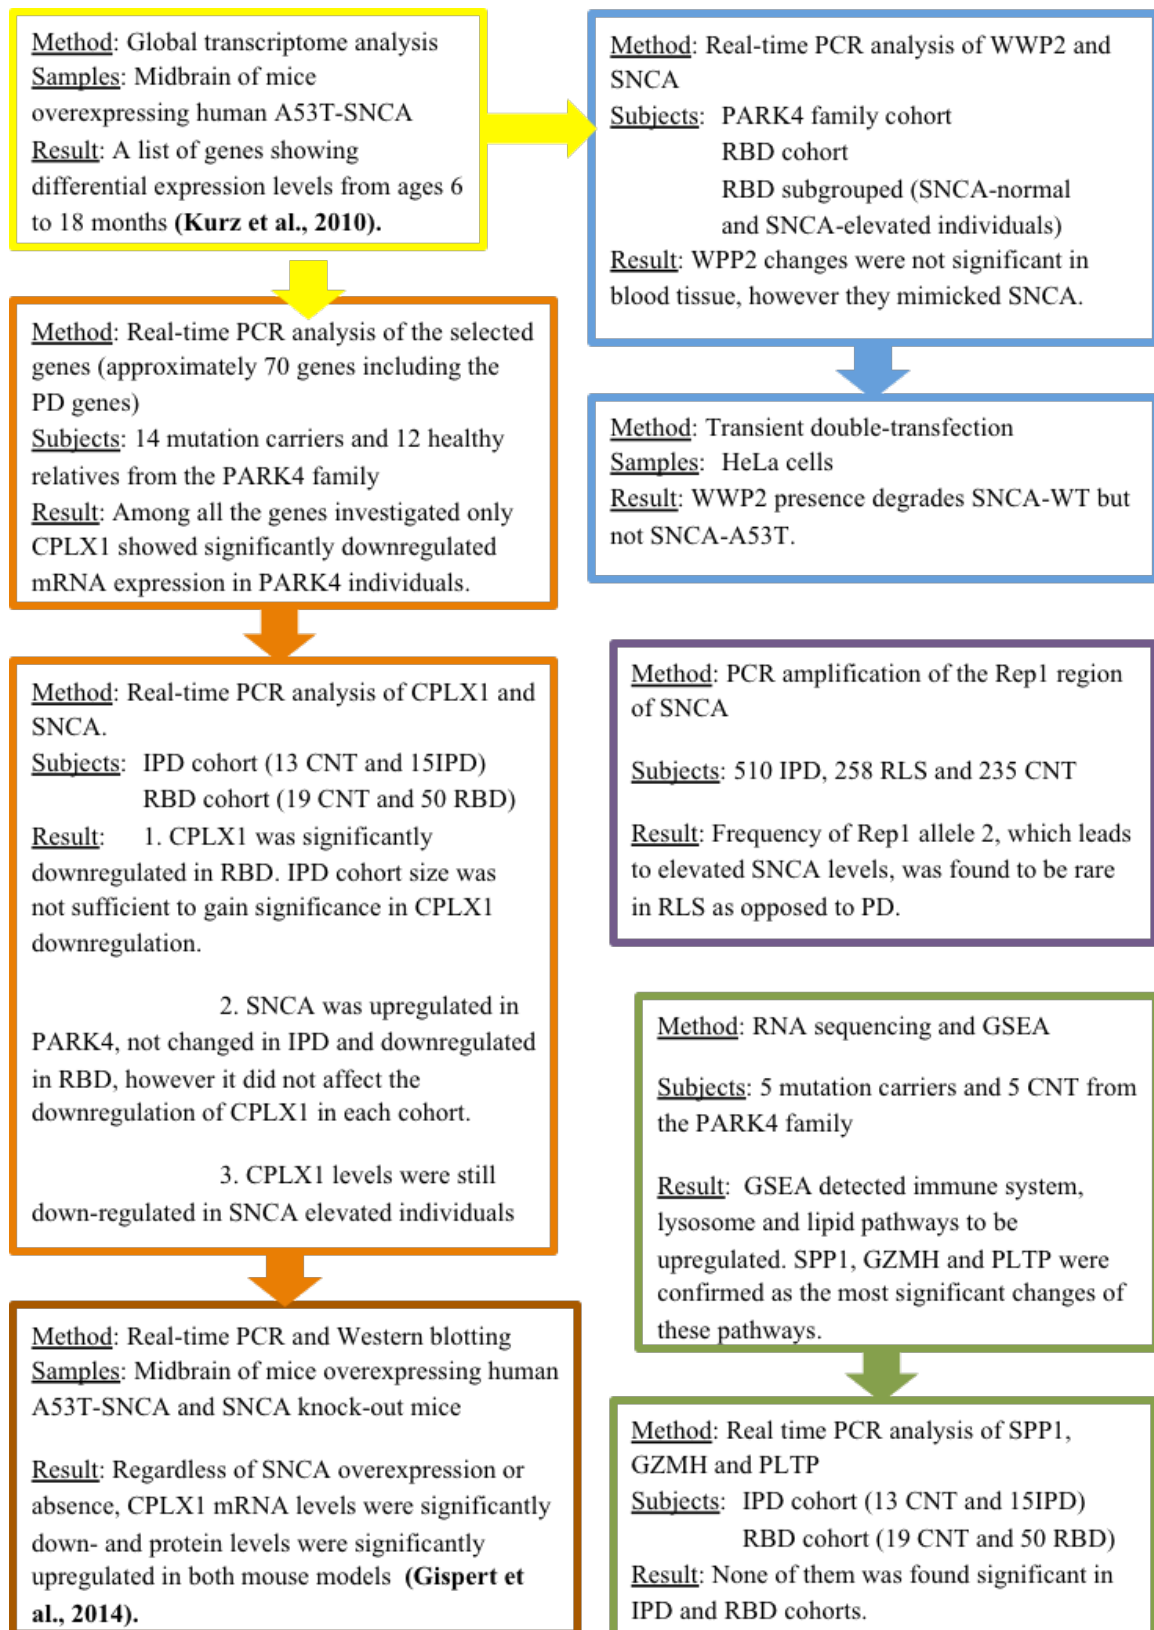 Method: Global transcriptome analysis
Samples: Midbrain of mice
overexpressing human A53T-SNCA
Result: A list of genes showing
differential expression levels from ages 6
to 18 months (Kurz et al., 2010).
Method: Real-time PCR analysis of the selected
genes (approximately 70 genes including the
PD genes)
Subjects: 14 mutation carriers and 12 healthy
relatives from the PARK4 family
Result: Among all the genes investigated only
CPLX1 showed significantly downregulated
mRNA expression in PARK4 individuals.
Method: Real-time PCR analysis of CPLX1 and
SNCA.
Subjects: IPD cohort (13 CNT and 15IPD)
RBD cohort (19 CNT and 50 RBD)
Result: 1. CPLX1 was significantly
downregulated in RBD. IPD cohort size was
not sufficient to gain significance in CPLX1
downregulation.
2. SNCA was upregulated in
PARK4, not changed in IPD and downregulated
in RBD, however it did not affect the
downregulation of CPLX1 in each cohort.
3. CPLX1 levels were still
down-regulated in SNCA elevated individuals
Method: Real-time PCR and Western blotting
Samples: Midbrain of mice overexpressing human
A53T-SNCA and SNCA knock-out mice
Result: Regardless of SNCA overexpression or
absence, CPLX1 mRNA levels were significantly
down- and protein levels were significantly
upregulated in both mouse models (Gispert et
al., 2014).
Method: Real-time PCR analysis of WWP2 and
SNCA
Subjects: PARK4 family cohort
RBD cohort
RBD subgrouped (SNCA-normal
and SNCA-elevated individuals)
Result: WPP2 changes were not significant in
blood tissue, however they mimicked SNCA.
Method: Transient double-transfection
Samples: HeLa cells
Result: WWP2 presence degrades SNCA-WT but
not SNCA-A53T.
Method: PCR amplification of the Rep1 region
of SNCA
Subjects: 510 IPD, 258 RLS and 235 CNT
Result: Frequency of Rep1 allele 2, which leads
to elevated SNCA levels, was found to be rare
in RLS as opposed to PD.
Method: RNA sequencing and GSEA
Subjects: 5 mutation carriers and 5 CNT from
the PARK4 family
Result: GSEA detected immune system,
lysosome and lipid pathways to be
upregulated. SPP1, GZMH and PLTP were
confirmed as the most significant changes of
these pathways.
Method: Real time PCR analysis of SPP1,
GZMH and PLTP
Subjects: IPD cohort (13 CNT and 15IPD)
RBD cohort (19 CNT and 50 RBD)
Result: None of them was found significant in
IPD and RBD cohorts.